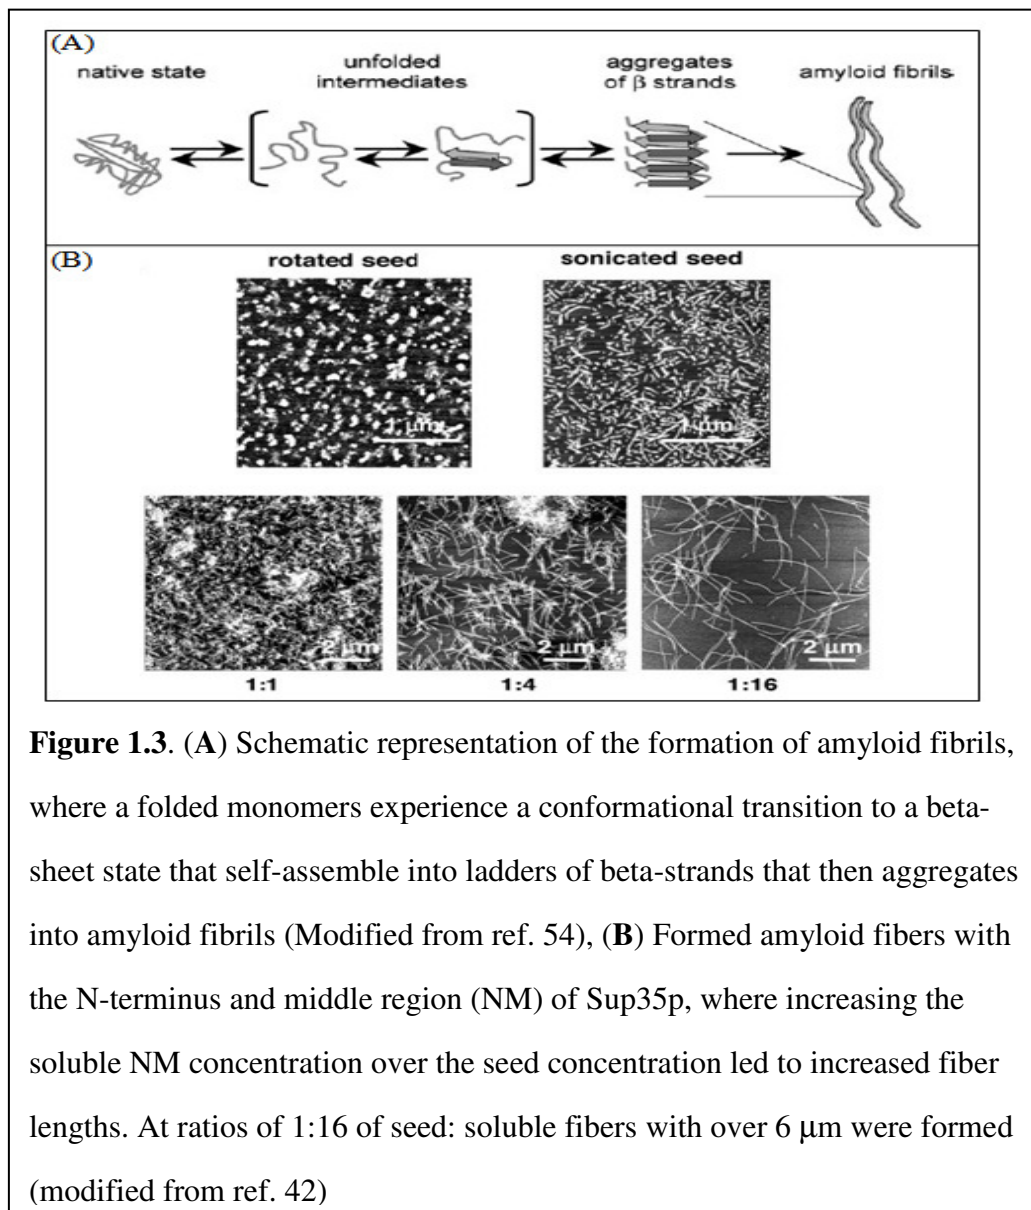 (A)
native state
unfolded
intermediates
aggregates
of β strands
amyloid fibrils
(B)
rotated seed
sonicated seed
1 μm
1 μm
2 μm
2 μm
2 μm
1:1
1:4
1:16
Figure 1.3. (A) Schematic representation of the formation of amyloid fibrils,
where a folded monomers experience a conformational transition to a beta-
sheet state that self-assemble into ladders of beta-strands that then aggregates
into amyloid fibrils (Modified from ref. 54), (B) Formed amyloid fibers with
the N-terminus and middle region (NM) of Sup35p, where increasing the
soluble NM concentration over the seed concentration led to increased fiber
lengths. At ratios of 1:16 of seed: soluble fibers with over 6 μm were formed
(modified from ref. 42)